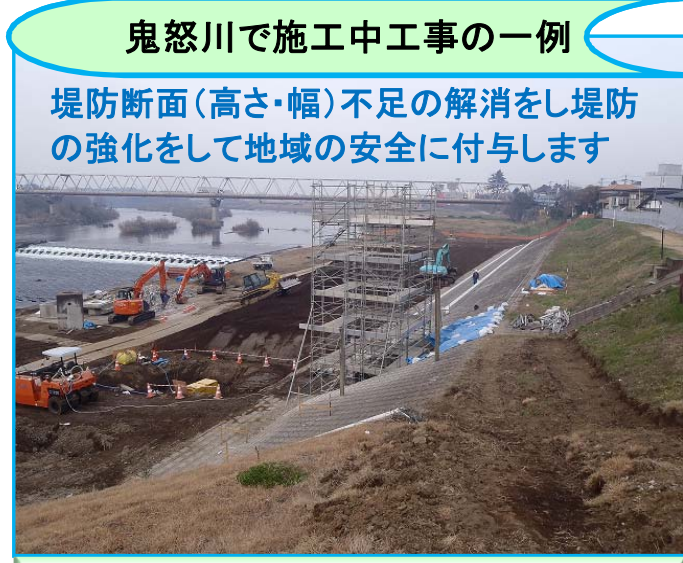 鬼怒川で施工中工事の一例
堤防断面（高さ・幅）不足の解消をし堤防
の強化をして地域の安全に付与します